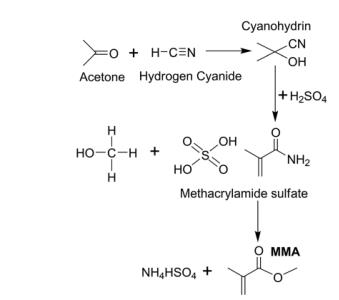 Cyanohydrin
O + H-C≡N CN
OH
Acetone Hydrogen Cyanide
+H₂SO₄
H O OH O
HO-C-H + S NH₂
H HO O
Methacrylamide sulfate
O MMA
NH₄HSO₄ + O